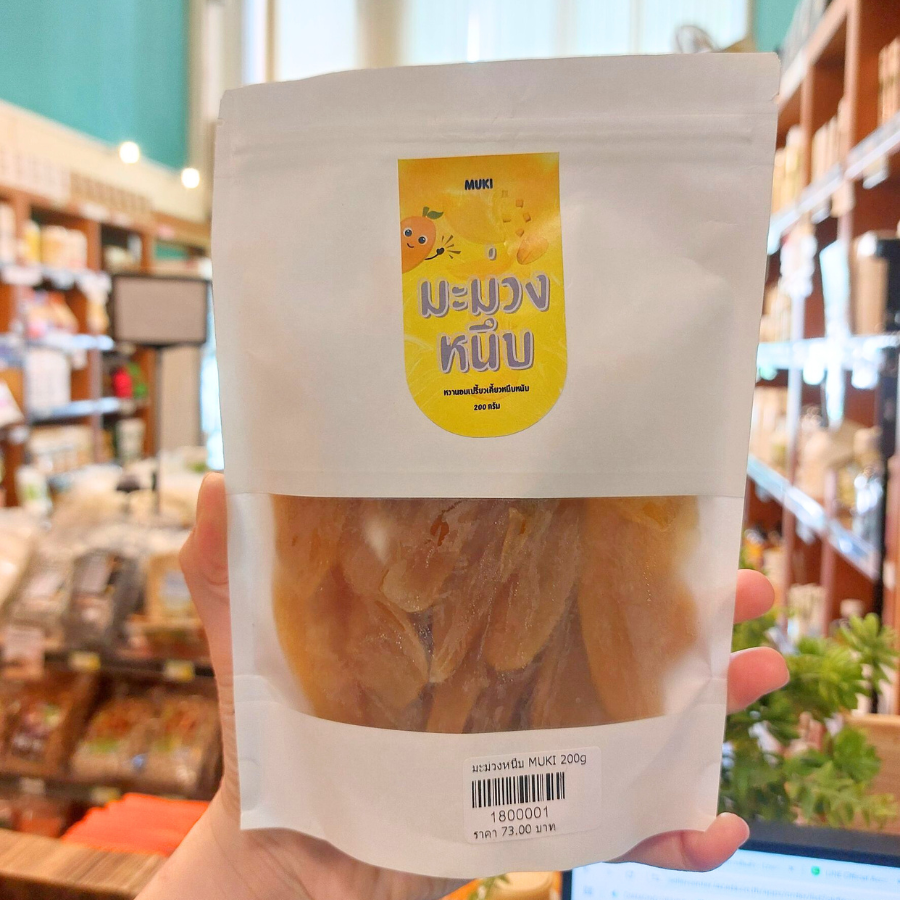 MUKI
มะม่วง
หนึบ
หวานอมเปรี้ยวเคี้ยวหนึบหนับ
200 กรัม
มะม่วงหนึบ MUKI 200g
1800001
ราคา 73.00 บาท